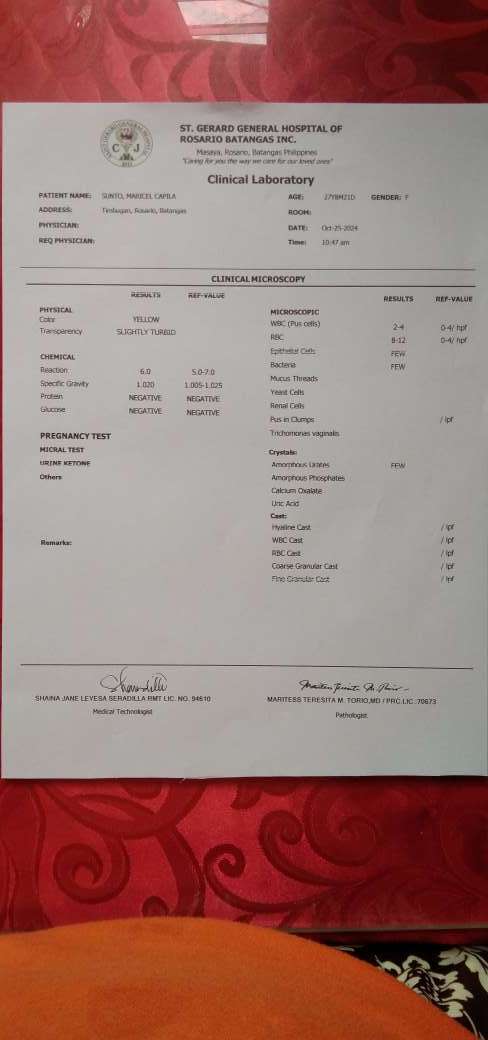 ST. GERARD GENERAL HOSPITAL OF
ROSARIO BATANGAS INC.
Masaya, Rosario, Batangas Philippines
"Caring for you the way we care for our loved ones"
Clinical Laboratory
PATIENT NAME: SUNTO, MARICEL CAPILA AGE: 27Y8M21D GENDER: F
ADDRESS: Timbugan, Rosario, Batangas ROOM:
PHYSICIAN: DATE: Oct-25-2024
REQ PHYSICIAN: Time: 10:47 am
CLINICAL MICROSCOPY
RESULTS REF-VALUE
PHYSICAL
Color YELLOW
Transparency SLIGHTLY TURBID
CHEMICAL
Reaction 6.0 5.0-7.0
Specific Gravity 1.020 1.005-1.025
Protein NEGATIVE NEGATIVE
Glucose NEGATIVE NEGATIVE
PREGNANCY TEST
MICRAL TEST
URINE KETONE
Others
Remarks:
RESULTS REF-VALUE
MICROSCOPIC
WBC (Pus cells) 2-4 0-4/ hpf
RBC 8-12 0-4/ hpf
Epithelial Cells FEW
Bacteria FEW
Mucus Threads
Yeast Cells
Renal Cells
Pus in Clumps / lpf
Trichomonas vaginalis
Crystals:
Amorphous Urates FEW
Amorphous Phosphates
Calcium Oxalate
Uric Acid
Cast:
Hyaline Cast / lpf
WBC Cast / lpf
RBC Cast / lpf
Coarse Granular Cast / lpf
Fine Granular Cast / lpf
SHAINA JANE LEYESA SERADILLA RMT LIC. NO. 94610
Medical Technologist
MARITESS TERESITA M. TORIO,MD / PRC.LIC.:70673
Pathologist